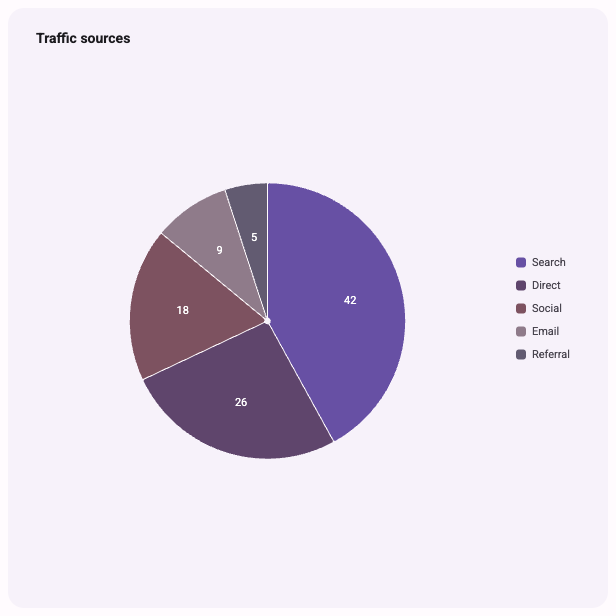 Traffic sources
5
9
42
18
26
Search
Direct
Social
Email
Referral